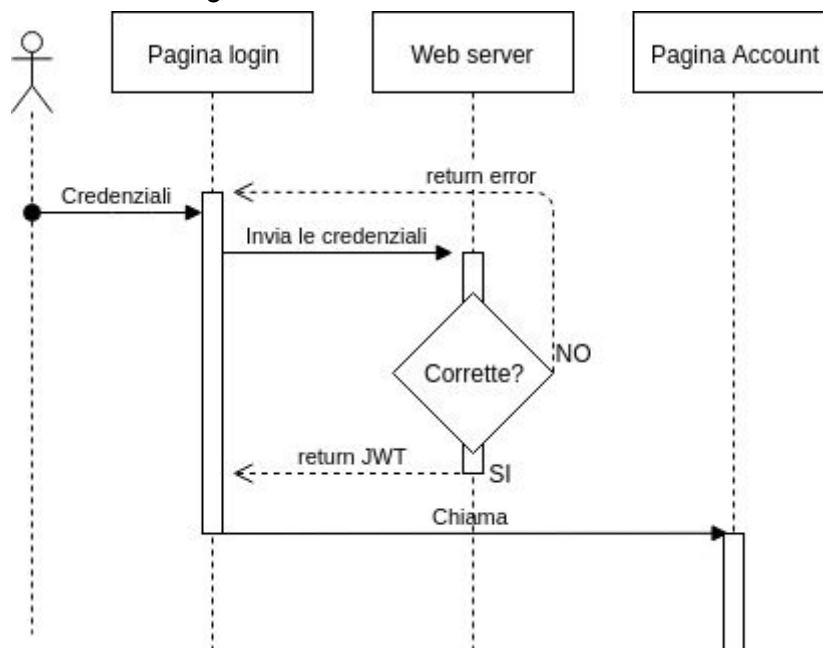 Pagina login
Web server
Pagina Account
return error
Credenziali
Invia le credenziali
NO
Corrette?
return JWT
SI
Chiama